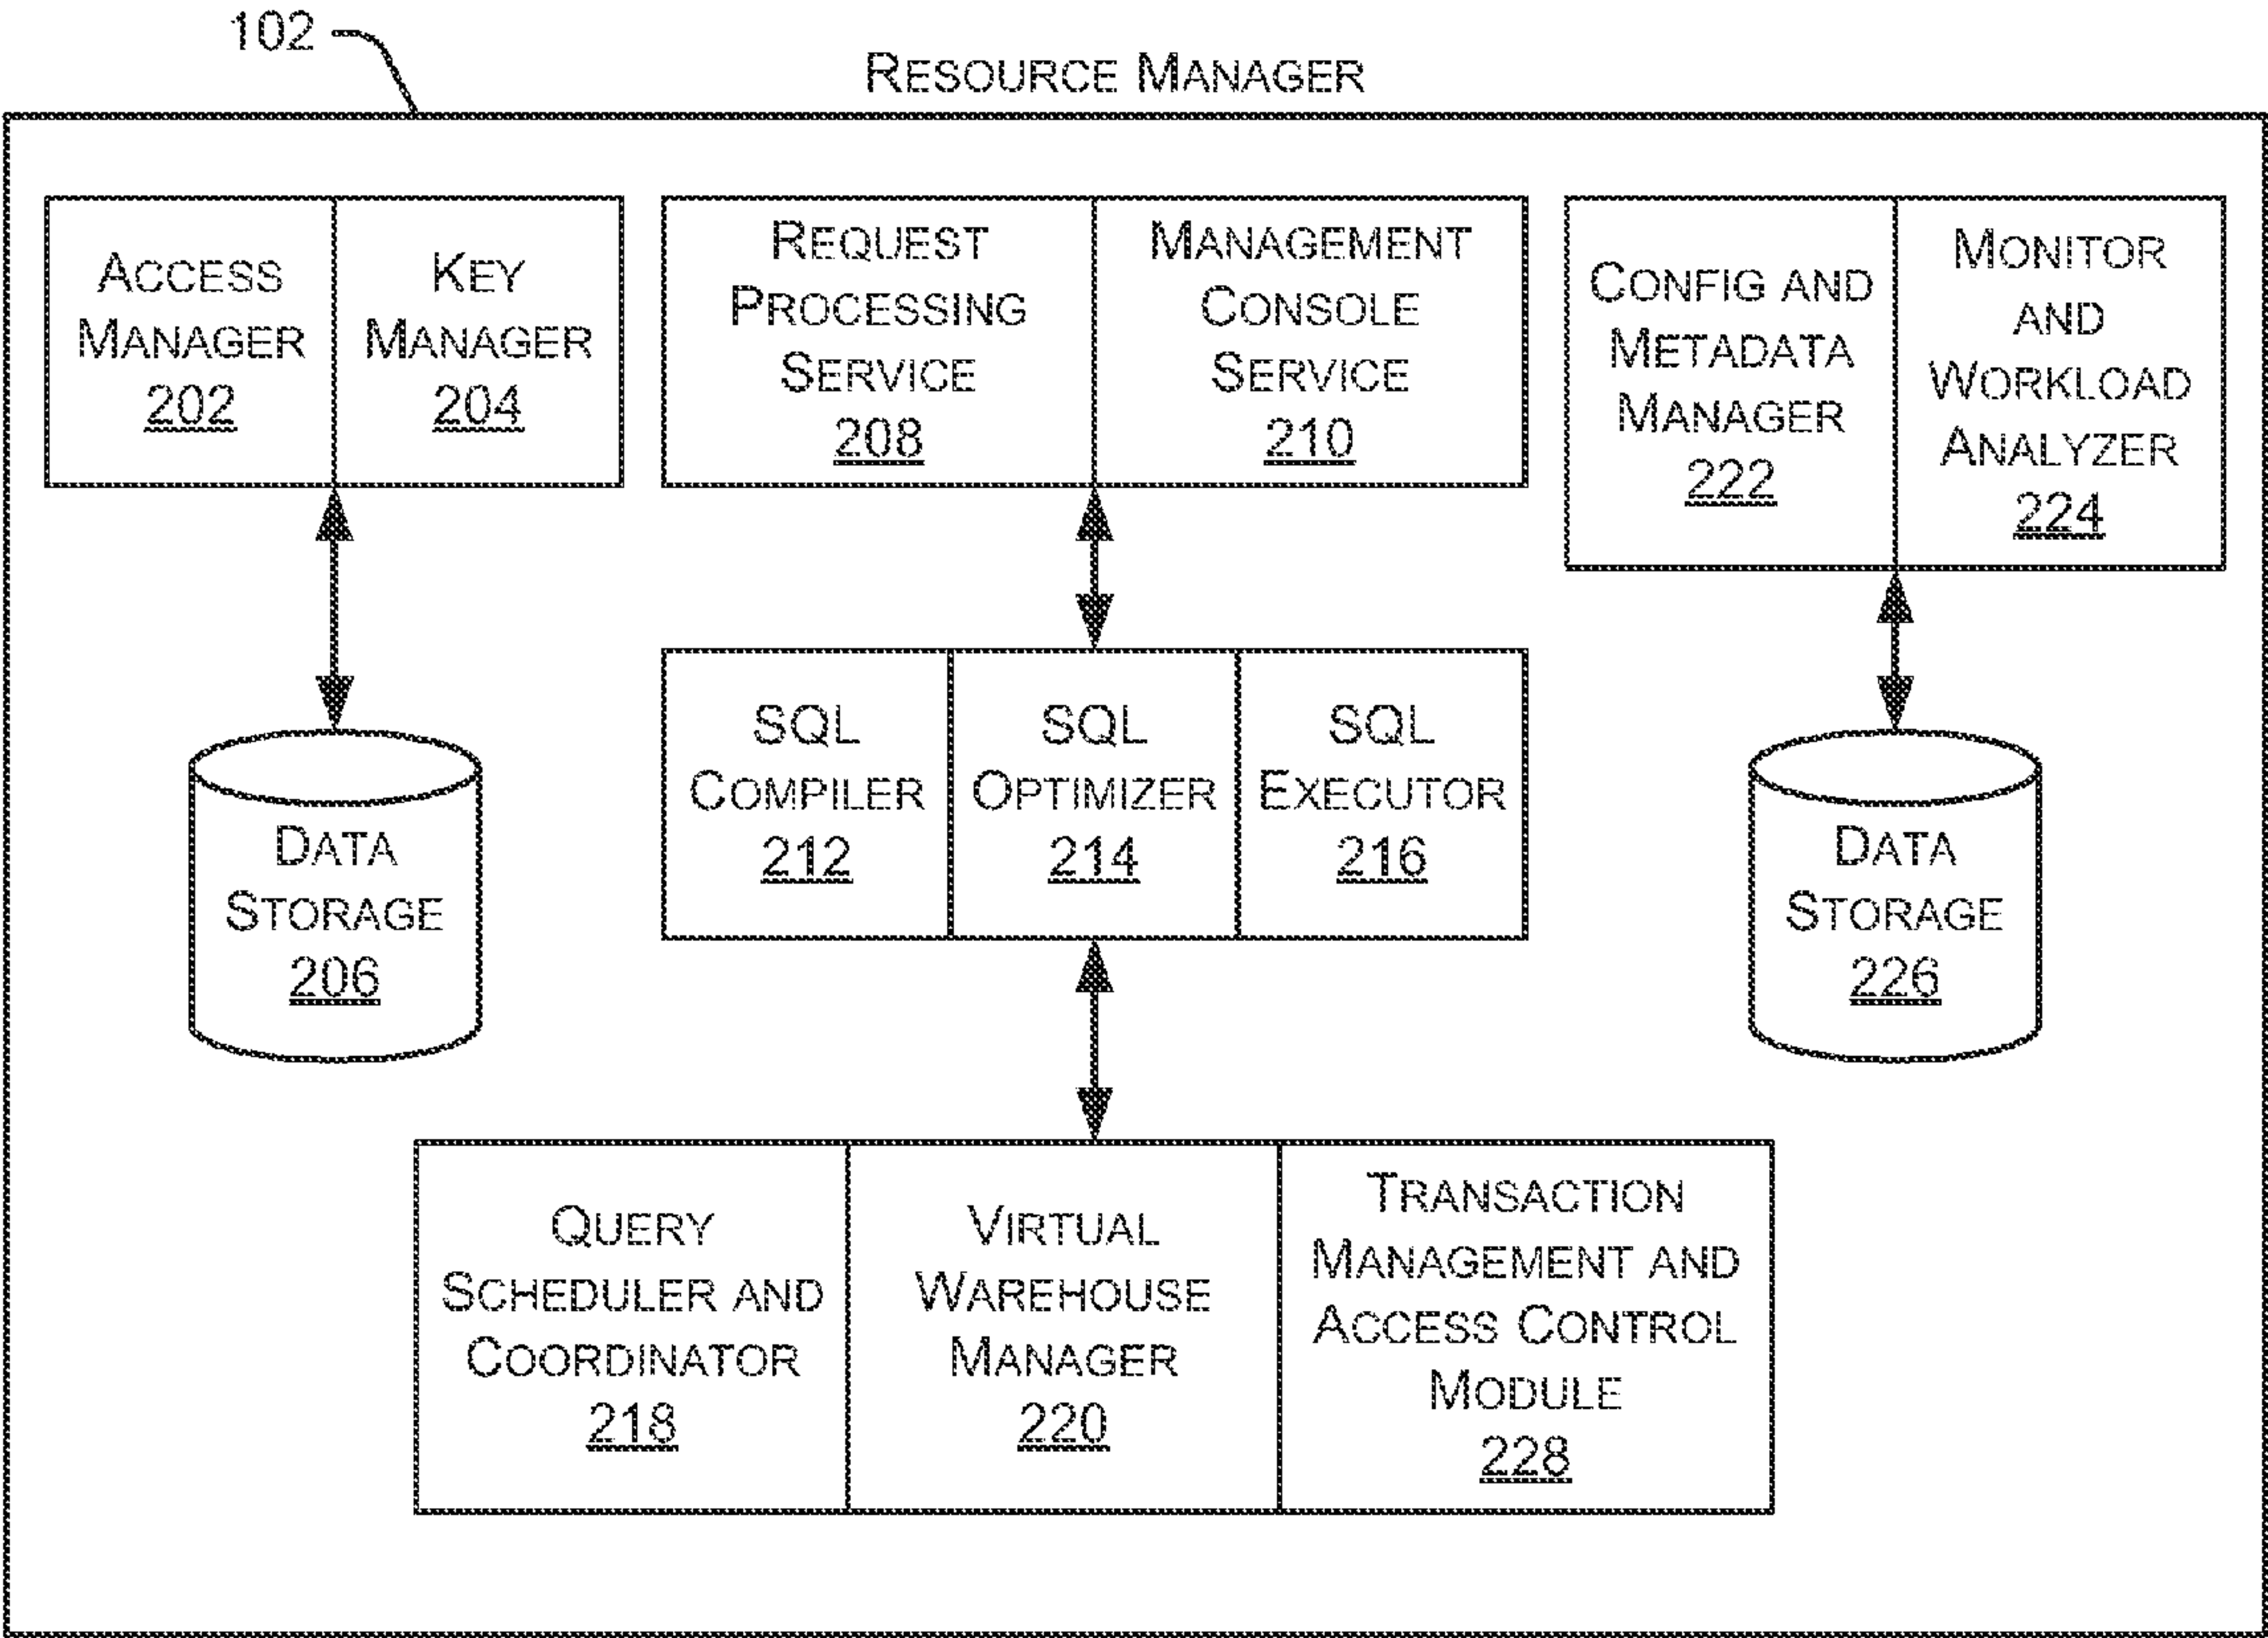 102
RESOURCE MANAGER
ACCESS
MANAGER
202
KEY
MANAGER
204
REQUEST
PROCESSING
SERVICE
208
MANAGEMENT
CONSOLE
SERVICE
210
CONFIG AND
METADATA
MANAGER
222
MONITOR
AND
WORKLOAD
ANALYZER
224
DATA
STORAGE
206
SQL
COMPILER
212
SQL
OPTIMIZER
214
SQL
EXECUTOR
216
DATA
STORAGE
226
QUERY
SCHEDULER AND
COORDINATOR
218
VIRTUAL
WAREHOUSE
MANAGER
220
TRANSACTION
MANAGEMENT AND
ACCESS CONTROL
MODULE
228